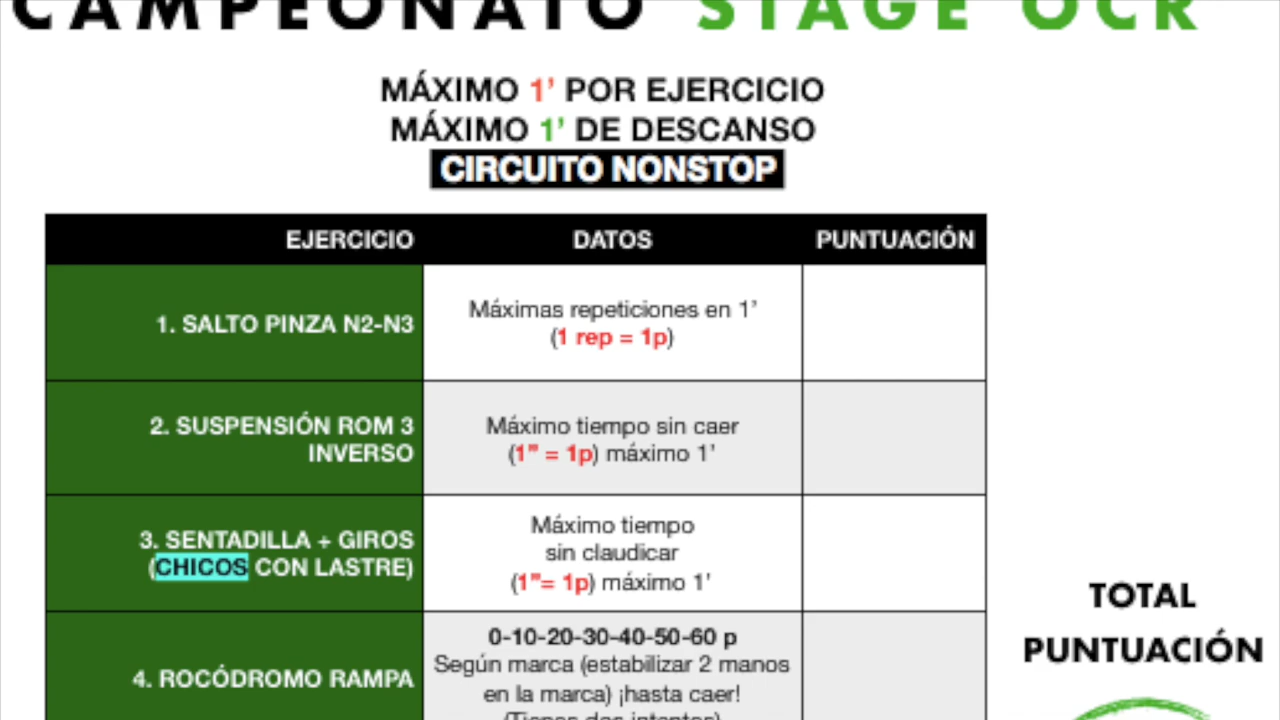 CAMPEONATO STAGE OCR
MÁXIMO 1' POR EJERCICIO
MÁXIMO 1' DE DESCANSO
CIRCUITO NONSTOP
EJERCICIO DATOS PUNTUACIÓN
1. SALTO PINZA N2-N3
Máximas repeticiones en 1'
(1 rep = 1p)
2. SUSPENSIÓN ROM 3
INVERSO
Máximo tiempo sin caer
(1" = 1p) máximo 1'
3. SENTADILLA + GIROS
(CHICOS CON LASTRE)
Máximo tiempo
sin claudicar
(1"= 1p) máximo 1'
4. ROCÓDROMO RAMPA
0-10-20-30-40-50-60 p
Según marca (estabilizar 2 manos
en la marca) ¡hasta caer!
(Tienes dos intentos)
TOTAL
PUNTUACIÓN